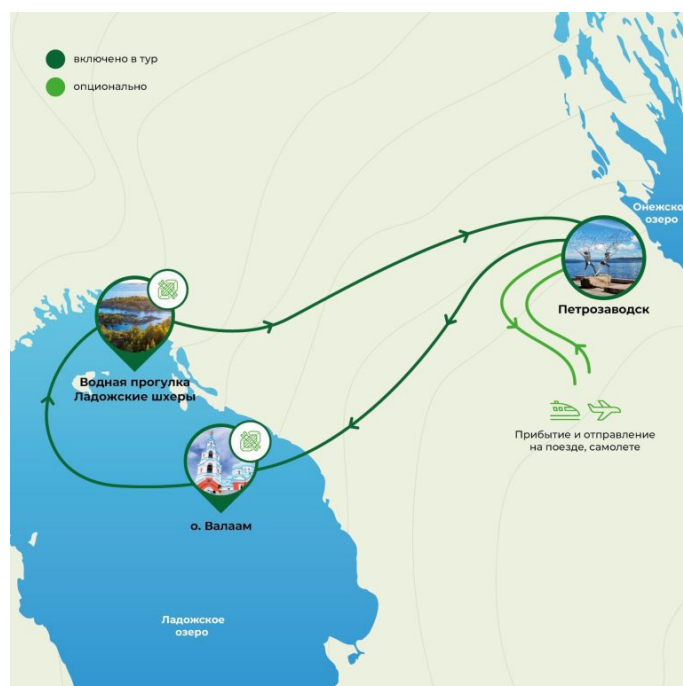 включено в тур
опционально
Онежско
озеро
Петрозаводск
Водная прогулка
Ладожские шхеры
Прибытие и отправление
на поезде, самолете
о. Валаам
Ладожское
озеро